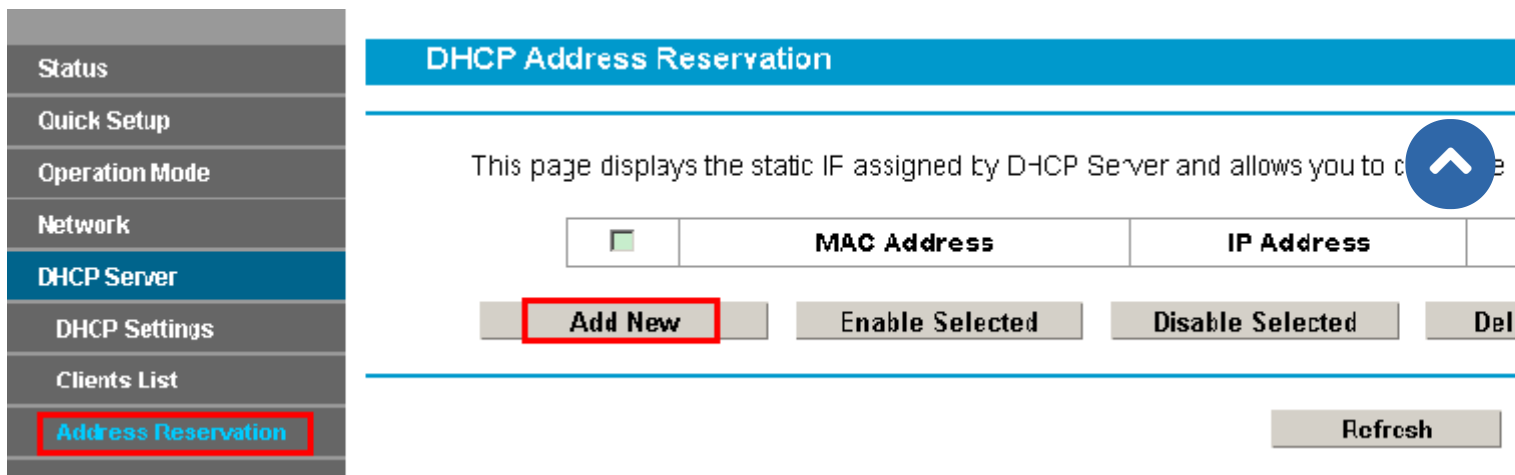 Status
Quick Setup
Operation Mode
Network
DHCP Server
DHCP Settings
Clients List
Address Reservation
DHCP Address Reservation
This page displays the static IP assigned by DHCP Server and allows you to
MAC Address IP Address
Add New Enable Selected Disable Selected Del
Refresh